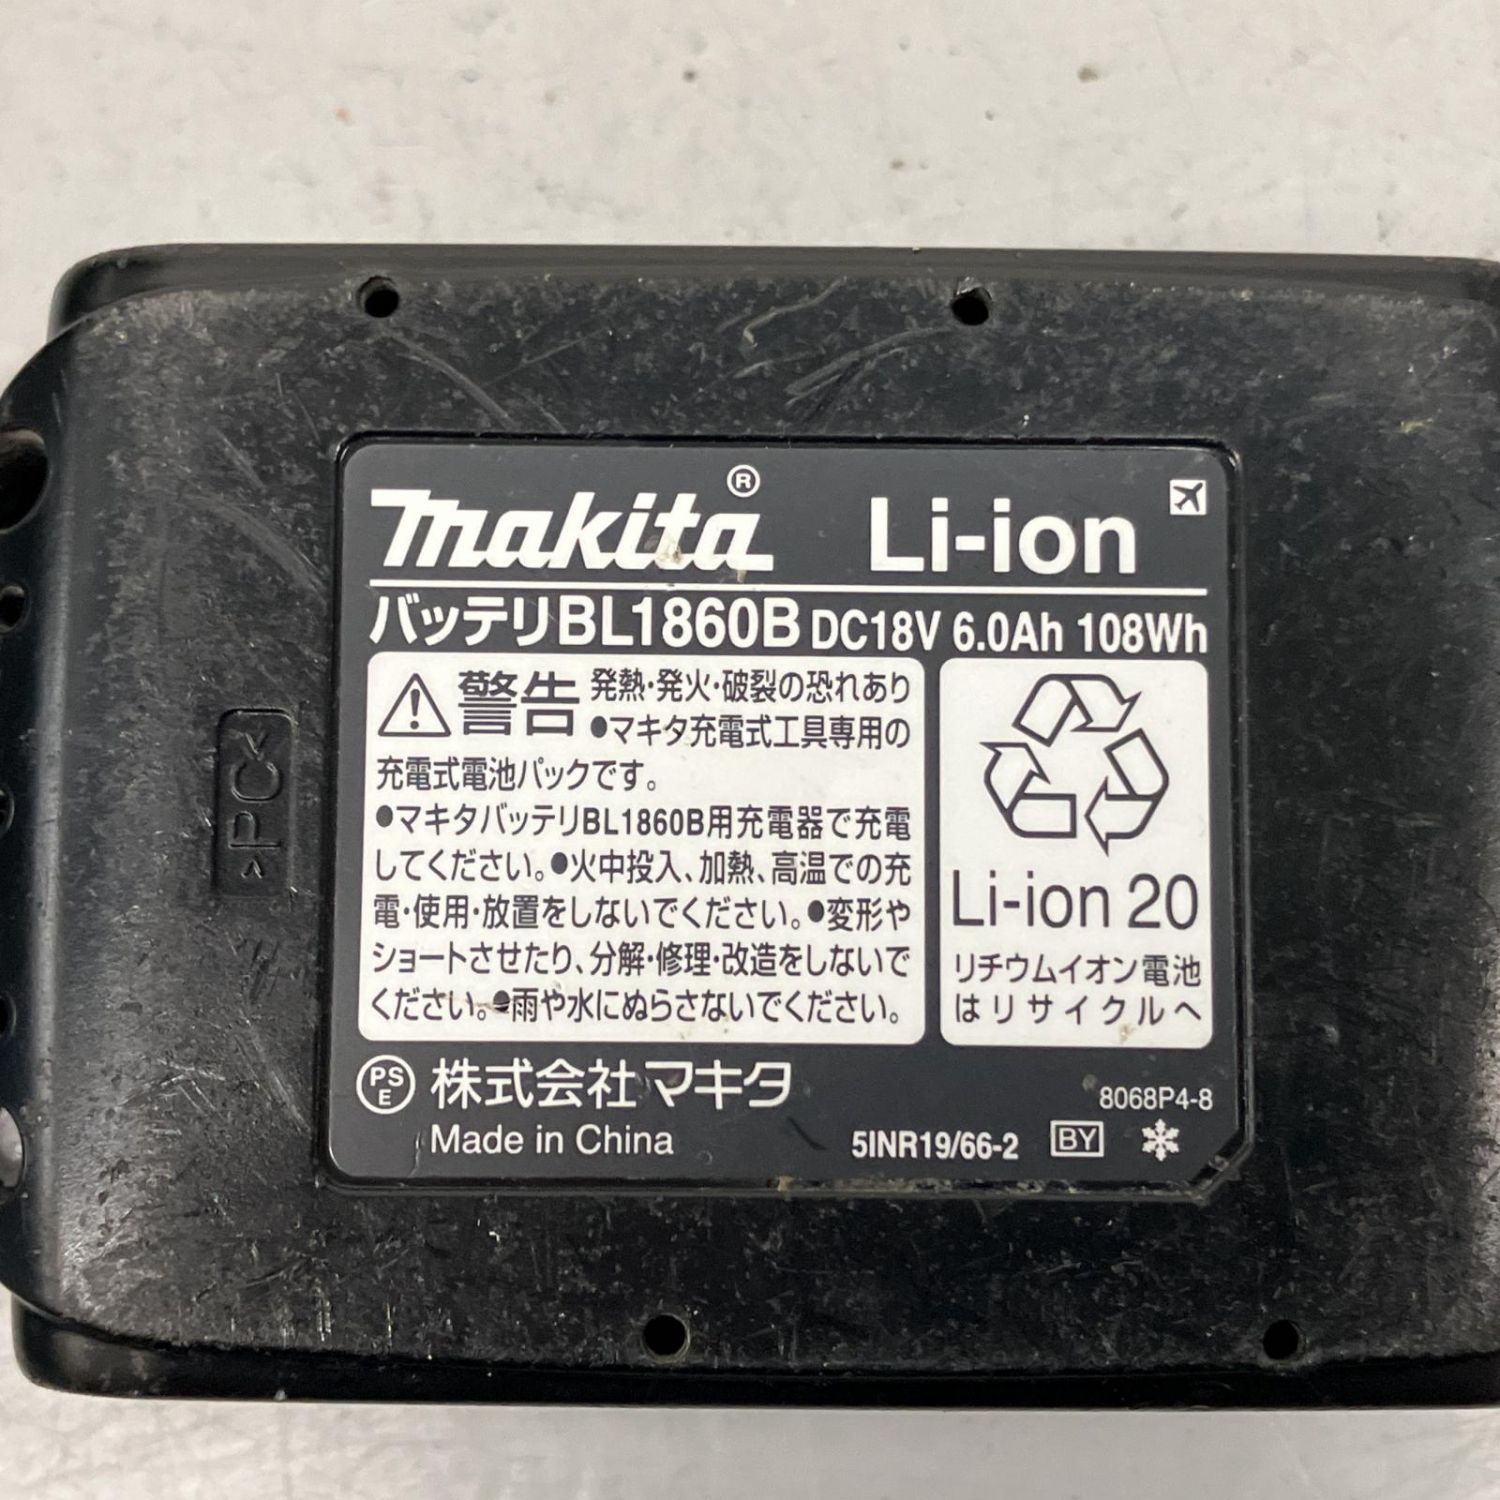 makita® Li-ion
バッテリBL1860B DC18V 6.0Ah 108Wh
警告 発熱・発火・破裂の恐れあり
●マキタ充電式工具専用の
充電式電池パックです。
●マキタバッテリBL1860B用充電器で充電
してください。●火中投入、加熱、高温での充
電・使用・放置をしないでください。●変形や
ショートさせたり、分解・修理・改造をしないで
ください。●雨や水にぬらさないでください。
Li-ion 20
リチウムイオン電池
はリサイクルへ
PS
E
株式会社マキタ
8068P4-8
Made in China
5INR19/66-2 BY
>PC<